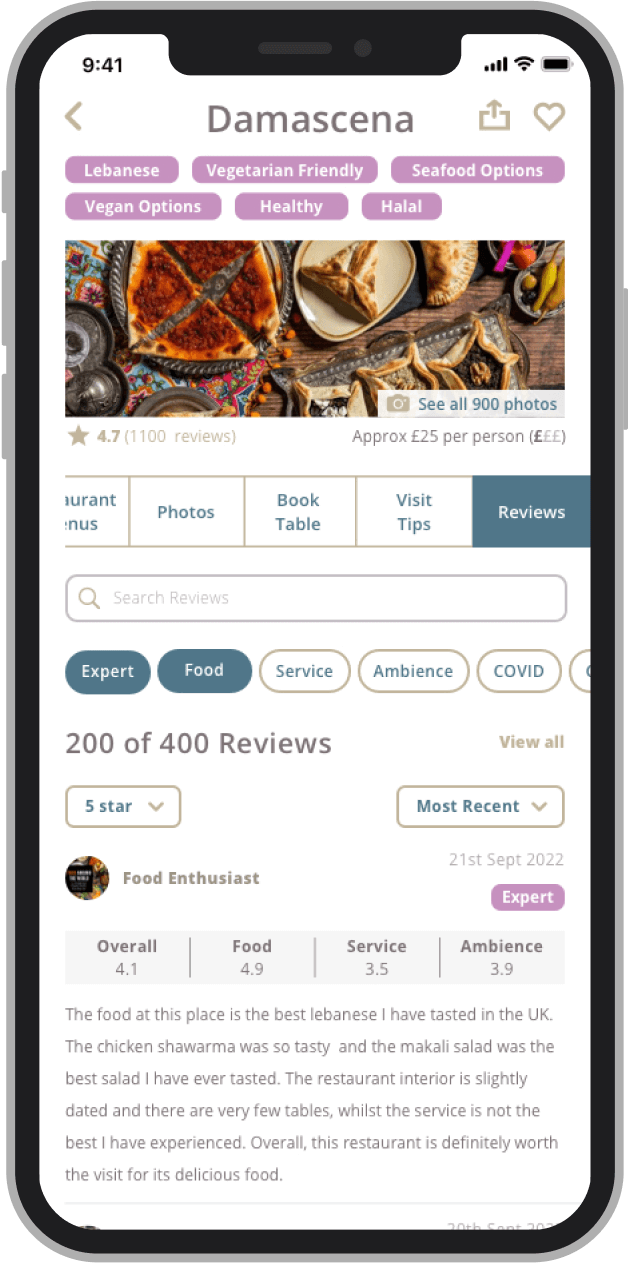 9:41
Damascena
Lebanese Vegetarian Friendly Seafood Options
Vegan Options Healthy Halal
See all 900 photos
4.7 (1100 reviews) Approx £25 per person (£££)
aurant
enus
Photos
Book
Table
Visit
Tips
Reviews
Search Reviews
Expert Food Service Ambience COVID
200 of 400 Reviews View all
5 star Most Recent
21st Sept 2022
Food Enthusiast
Expert
Overall Food Service Ambience
4.1 4.9 3.5 3.9
The food at this place is the best lebanese I have tasted in the UK.
The chicken shawarma was so tasty and the makali salad was the
best salad I have ever tasted. The restaurant interior is slightly
dated and there are very few tables, whilst the service is not the
best I have experienced. Overall, this restaurant is definitely worth
the visit for its delicious food.
20th Sept 202